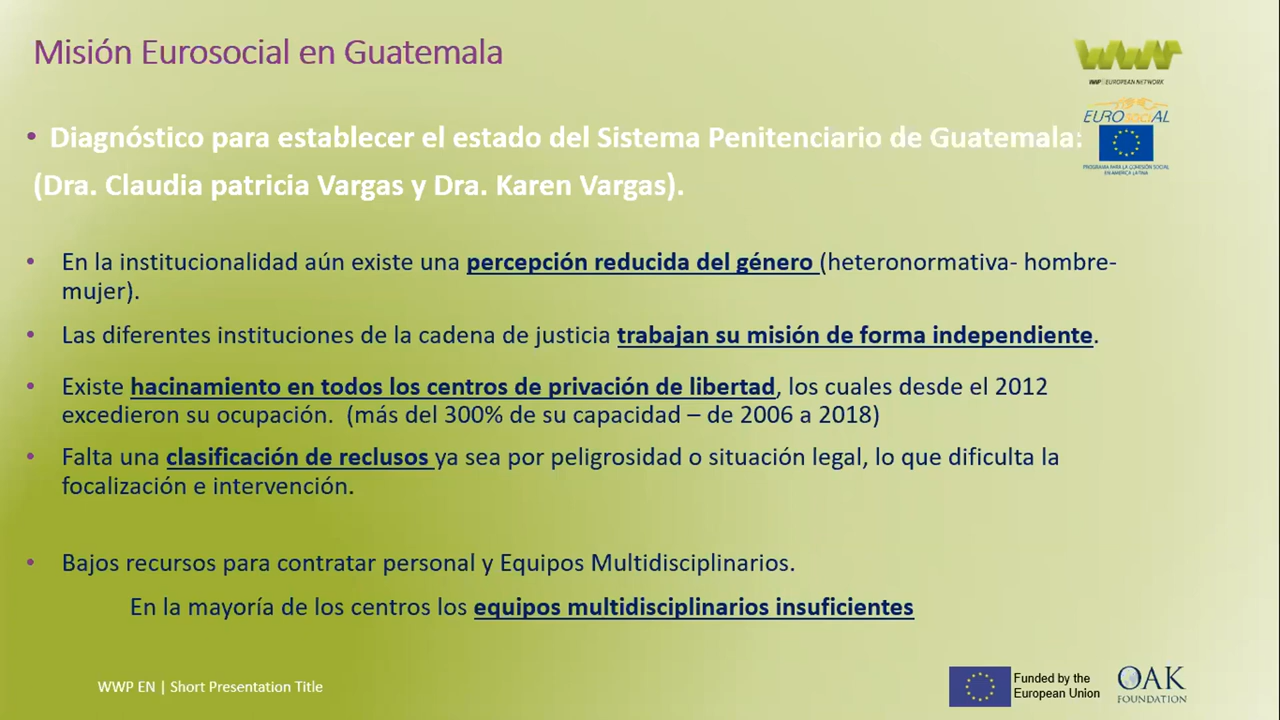 Misión Eurosocial en Guatemala
WWP
WWP EUROPEAN NETWORK
EUROsociAL
PROGRAMA PARA LA COHESIÓN SOCIAL
EN AMÉRICA LATINA
• Diagnóstico para establecer el estado del Sistema Penitenciario de Guatemala:
(Dra. Claudia patricia Vargas y Dra. Karen Vargas).
• En la institucionalidad aún existe una percepción reducida del género (heteronormativa- hombre-
mujer).
• Las diferentes instituciones de la cadena de justicia trabajan su misión de forma independiente.
• Existe hacinamiento en todos los centros de privación de libertad, los cuales desde el 2012
excedieron su ocupación. (más del 300% de su capacidad – de 2006 a 2018)
• Falta una clasificación de reclusos ya sea por peligrosidad o situación legal, lo que dificulta la
focalización e intervención.
• Bajos recursos para contratar personal y Equipos Multidisciplinarios.
En la mayoría de los centros los equipos multidisciplinarios insuficientes
WWP EN | Short Presentation Title
Funded by the
European Union
OAK
FOUNDATION